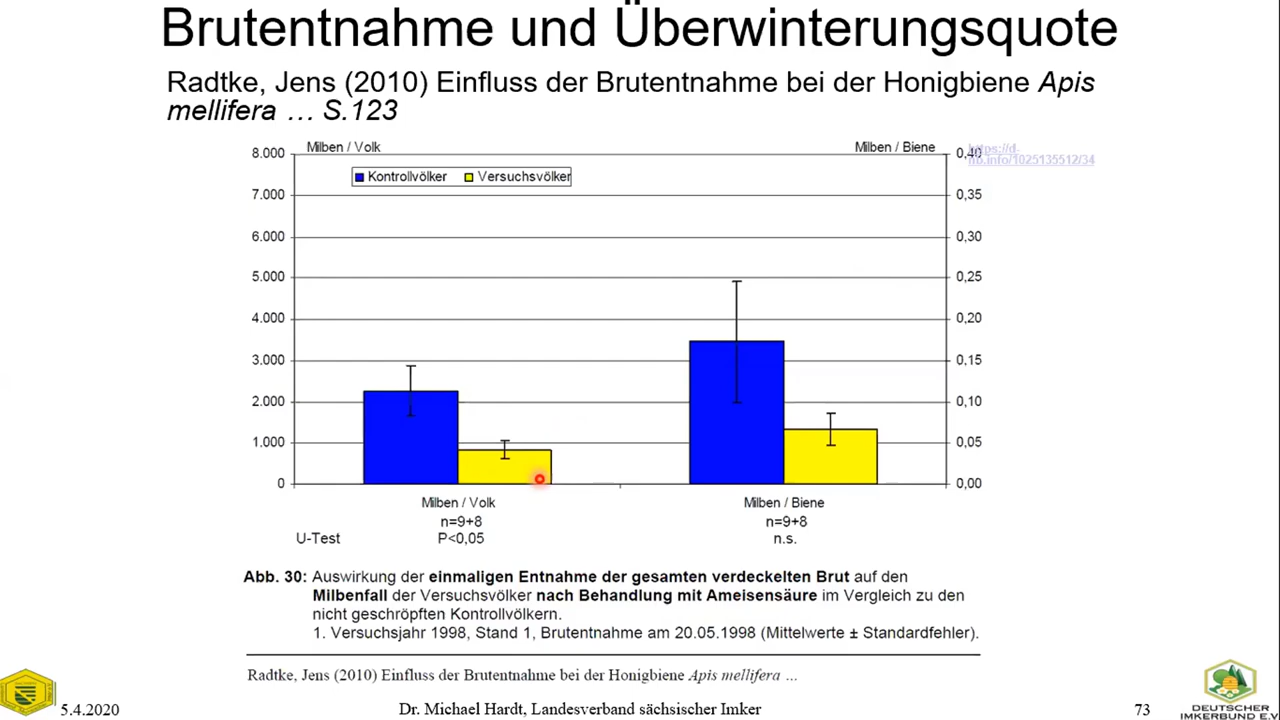 Brutentnahme und Überwinterungsquote
Radtke, Jens (2010) Einfluss der Brutentnahme bei der Honigbiene Apis
mellifera … S.123
https://d-
nb.info/1025135512/34
Milben / Volk
Milben / Biene
Kontrollvölker Versuchsvölker
8.000
7.000
6.000
5.000
4.000
3.000
2.000
1.000
0
0,40
0,35
0,30
0,25
0,20
0,15
0,10
0,05
0,00
Milben / Volk Milben / Biene
n=9+8 n=9+8
U-Test P<0,05 n.s.
Abb. 30: Auswirkung der einmaligen Entnahme der gesamten verdeckelten Brut auf den
Milbenfall der Versuchsvölker nach Behandlung mit Ameisensäure im Vergleich zu den
nicht geschröpften Kontrollvölkern.
1. Versuchsjahr 1998, Stand 1, Brutentnahme am 20.05.1998 (Mittelwerte ± Standardfehler).
Radtke, Jens (2010) Einfluss der Brutentnahme bei der Honigbiene Apis mellifera …
5.4.2020
Dr. Michael Hardt, Landesverband sächsischer Imker
73
DEUTSCHER
IMKERBUND E.V